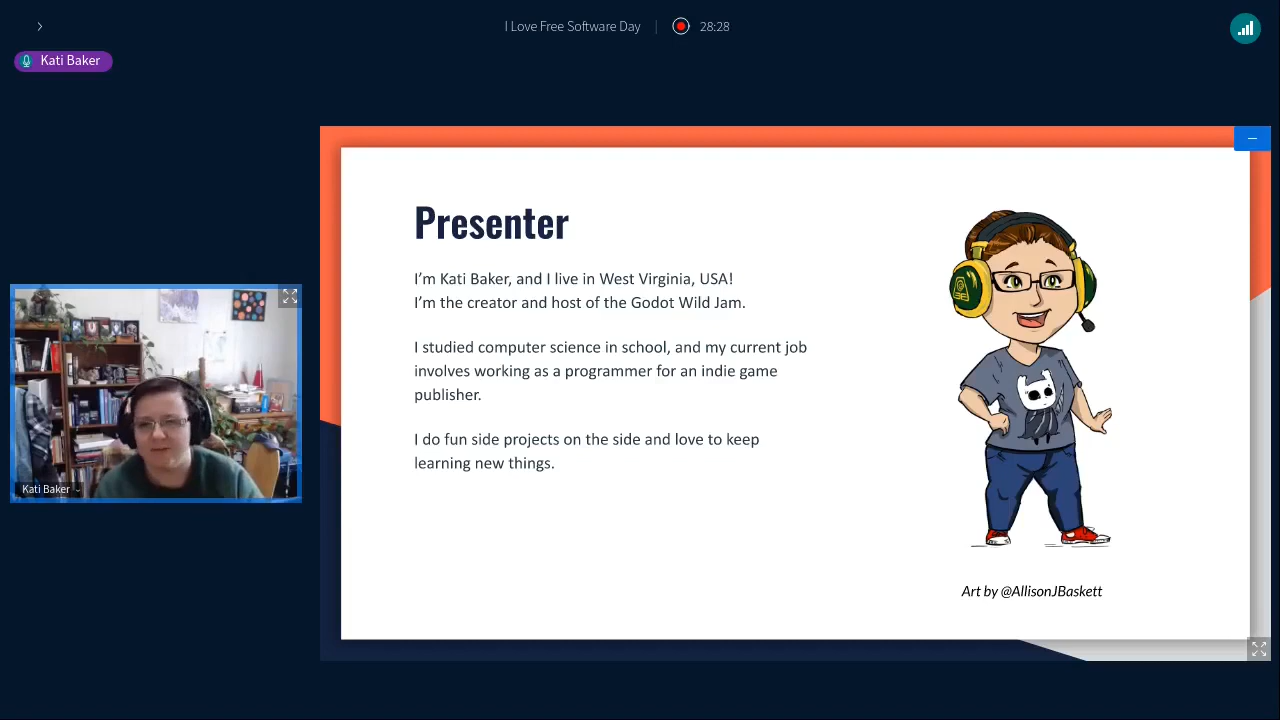 I Love Free Software Day
28:28
Kati Baker
Presenter
I’m Kati Baker, and I live in West Virginia, USA!
I’m the creator and host of the Godot Wild Jam.
I studied computer science in school, and my current job
involves working as a programmer for an indie game
publisher.
I do fun side projects on the side and love to keep
learning new things.
Kati Baker
Art by @AllisonJBaskett